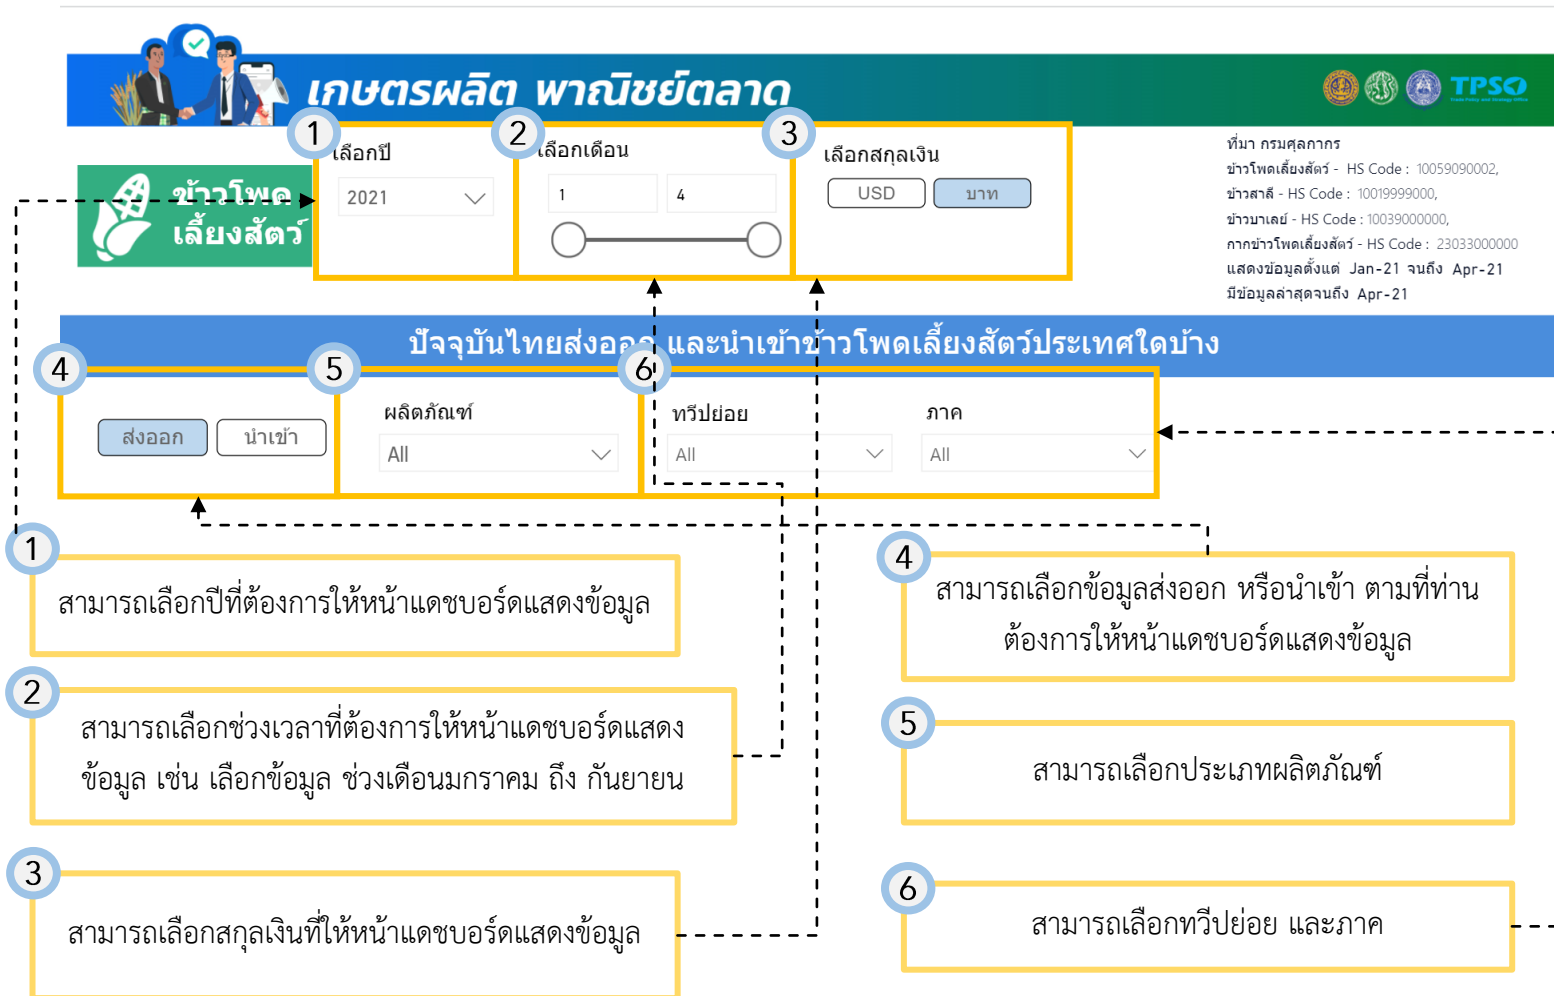 เกษตรผลิต พาณิชย์ตลาด
TPSO
1
2
3
เลือกปี
เลือกเดือน
เลือกสกุลเงิน
2021
1
4
USD
บาท
ข้าวโพด
เลี้ยงสัตว์
ที่มา กรมศุลกากร
ข้าวโพดเลี้ยงสัตว์ - HS Code : 10059090002,
ข้าวสาลี - HS Code : 10019999000,
ข้าวบาเลย์ - HS Code : 10039000000,
กากข้าวโพดเลี้ยงสัตว์ - HS Code : 23033000000
แสดงข้อมูลตั้งแต่ Jan-21 จนถึง Apr-21
มีข้อมูลล่าสุดจนถึง Apr-21
ปัจจุบันไทยส่งออก และนำเข้าข้าวโพดเลี้ยงสัตว์ประเทศใดบ้าง
4
5
6
ส่งออก
นำเข้า
ผลิตภัณฑ์
All
ทวีปย่อย
All
ภาค
All
1
สามารถเลือกปีที่ต้องการให้หน้าแดชบอร์ดแสดงข้อมูล
2
สามารถเลือกช่วงเวลาที่ต้องการให้หน้าแดชบอร์ดแสดง
ข้อมูล เช่น เลือกข้อมูล ช่วงเดือนมกราคม ถึง กันยายน
3
สามารถเลือกสกุลเงินที่ให้หน้าแดชบอร์ดแสดงข้อมูล
4
สามารถเลือกข้อมูลส่งออก หรือนำเข้า ตามที่ท่าน
ต้องการให้หน้าแดชบอร์ดแสดงข้อมูล
5
สามารถเลือกประเภทผลิตภัณฑ์
6
สามารถเลือกทวีปย่อย และภาค